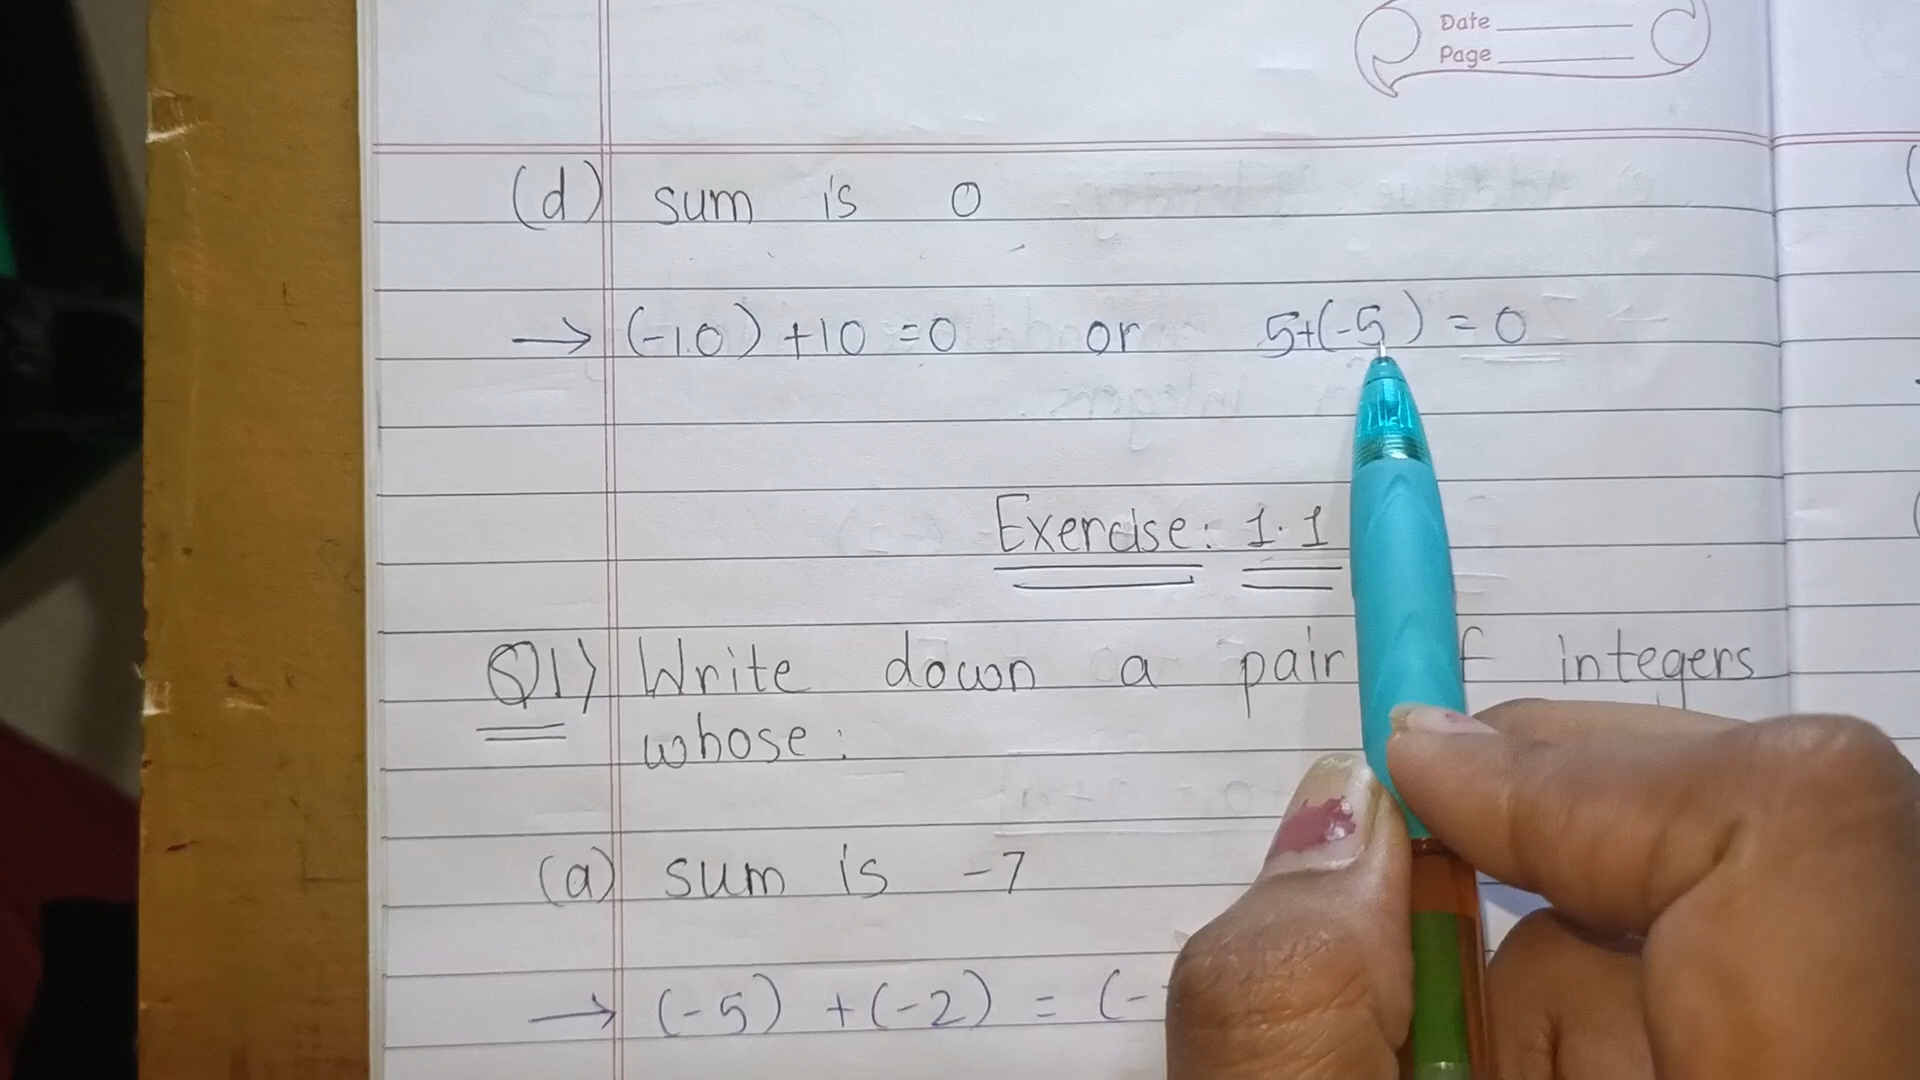 Date
Page
(d) sum is 0
→ (-10) +10 =0 or 5+(-5) = 0
Exercise: 1.1
Q1) Write down a pair f integers
whose:
(a) sum is -7
→ (-5) +(-2) = (-